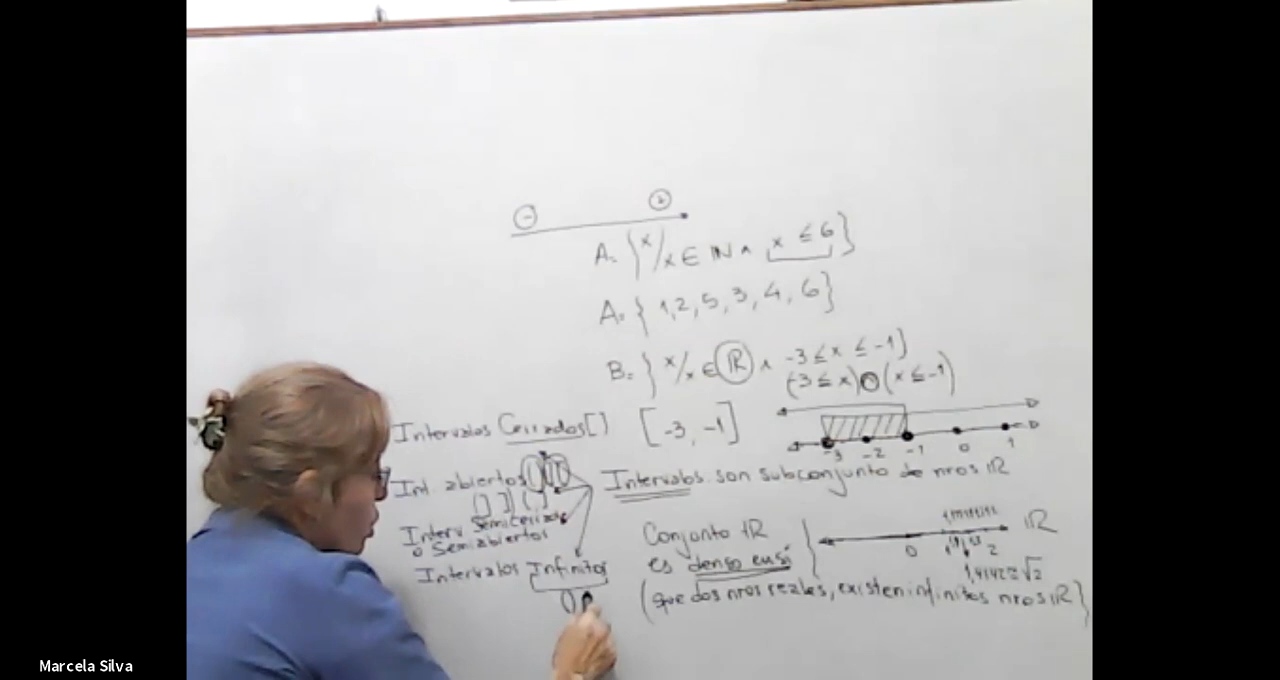 A = { x / x ∈ ℕ ∧ x ≤ 6 }
A = { 1, 2, 5, 3, 4, 6 }
B = { x / x ∈ ℝ ∧ -3 ≤ x ≤ -1 }
(-3 ≤ x) (x ≤ -1)
Intervalos Cerrados [ ] [-3, -1]
-3 -2 -1 0 1
Int. abiertos
Intervalos son subconjunto de nros ℝ
[ ) ] ( ]
Interv Semicerrados
o Semiabiertos
Conjunto ℝ
es denso en sí
0 2 ℝ
1,4142 ≅ √2
Intervalos Infinitos
(que dos nros reales, existen infinitos nros ℝ)
Marcela Silva